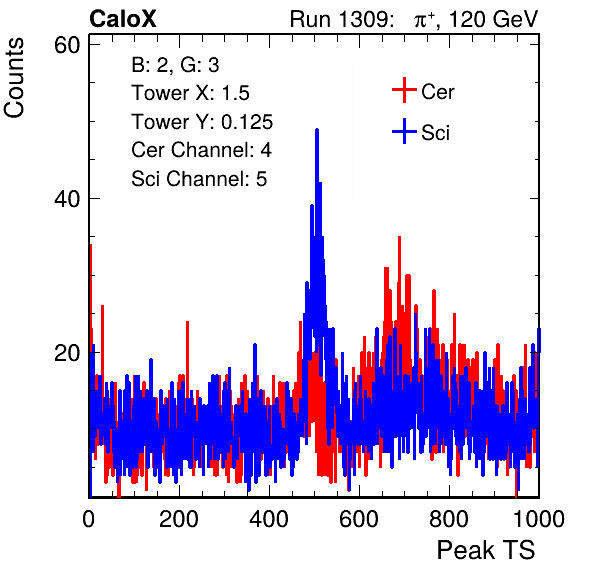 CaloX Run 1309: π⁺, 120 GeV
Counts
60
40
20
B: 2, G: 3
Tower X: 1.5
Tower Y: 0.125
Cer Channel: 4
Sci Channel: 5
Cer
Sci
0 200 400 600 800 1000
Peak TS